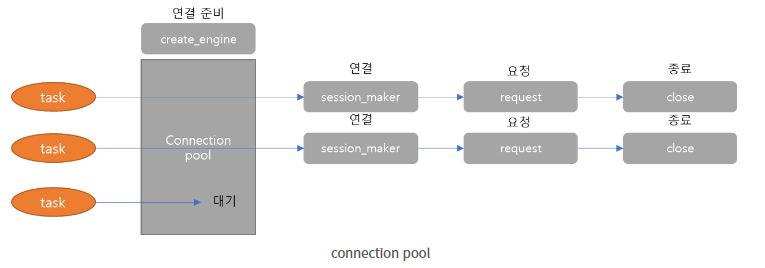 연결 준비
create_engine
연결
요청
종료
task
session_maker
request
close
연결
요청
종료
task
Connection
pool
session_maker
request
close
task
대기
connection pool